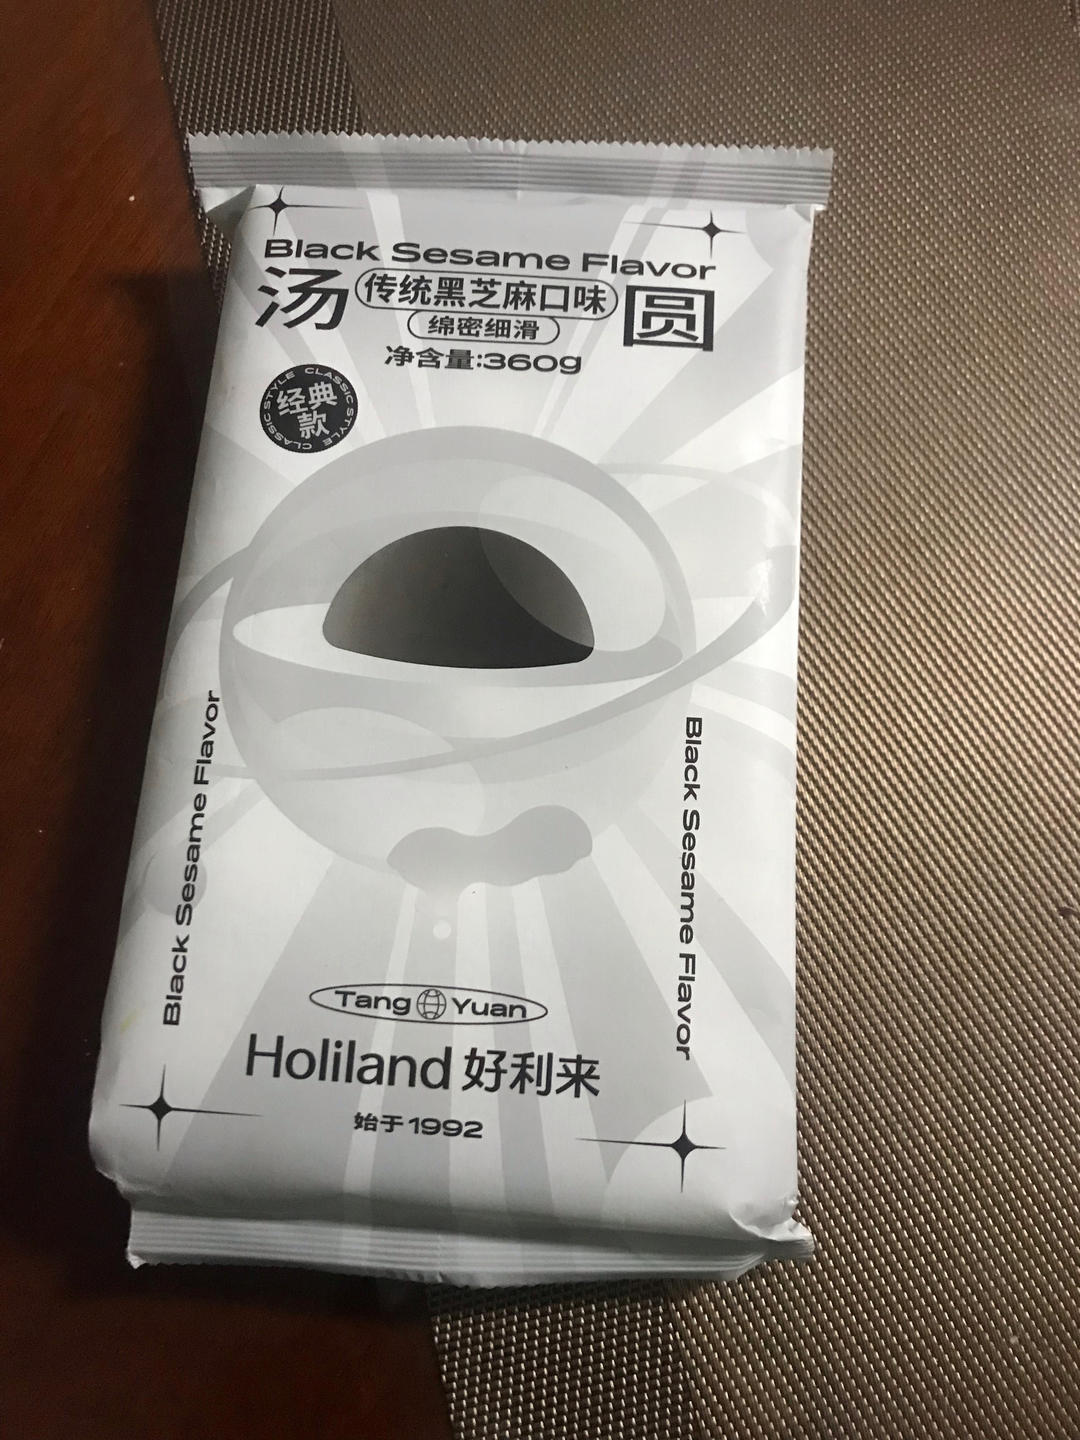 Black Sesame Flavor
汤圆
传统黑芝麻口味
绵密细滑
净含量:360g
CLASSIC STYLE CLASSIC STYLE
经典款
Black Sesame Flavor
Black Sesame Flavor
Tang Yuan
Holiland 好利来
始于1992